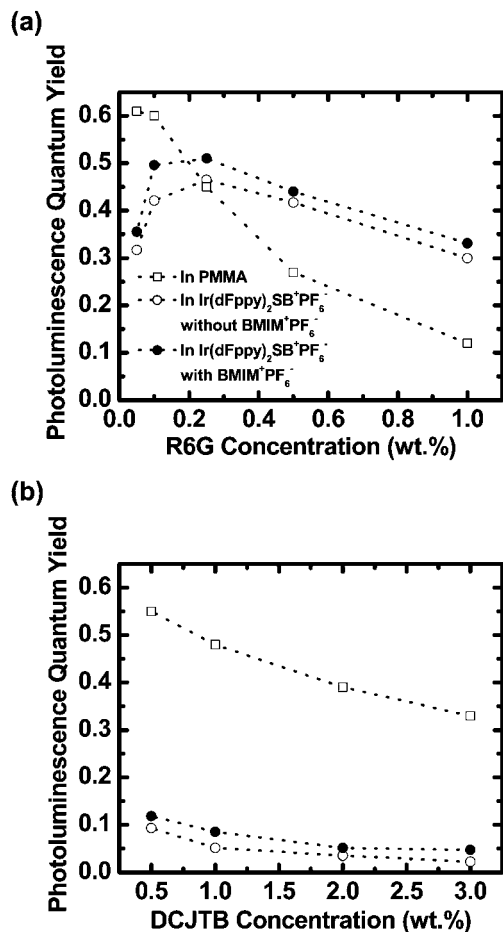 (a)
Photoluminescence Quantum Yield
0.6
0.5
0.4
0.3
0.2
0.1
0.0
In PMMA
In Ir(dFppy)₂SB⁺PF₆⁻
without BMIM⁺PF₆⁻
In Ir(dFppy)₂SB⁺PF₆⁻
with BMIM⁺PF₆⁻
0.0 0.2 0.4 0.6 0.8 1.0
R6G Concentration (wt.%)
(b)
Photoluminescence Quantum Yield
0.6
0.5
0.4
0.3
0.2
0.1
0.0
0.5 1.0 1.5 2.0 2.5 3.0
DCJTB Concentration (wt.%)